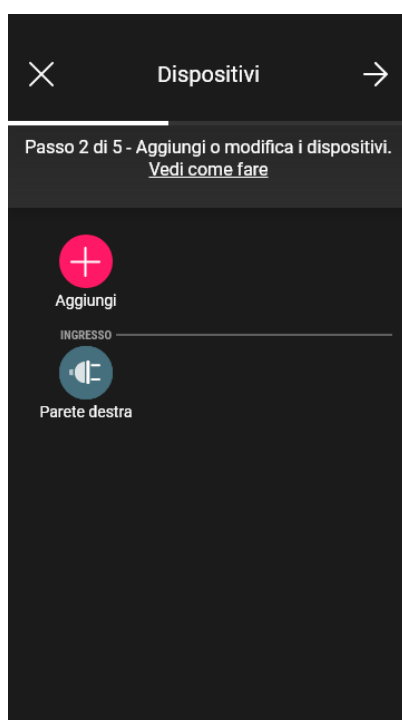 Dispositivi
Passo 2 di 5 - Aggiungi o modifica i dispositivi.
Vedi come fare
Aggiungi
INGRESSO
Parete destra